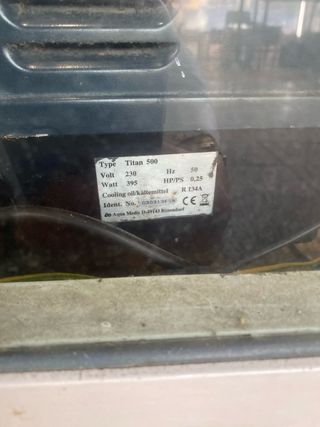 Type Titan 500
Volt 230 Hz 50
Watt 395 HP/PS 0,25
Cooling oil/kältemittel R 134A
Ident. No.
Aqua Medic D-49143 Bissendorf